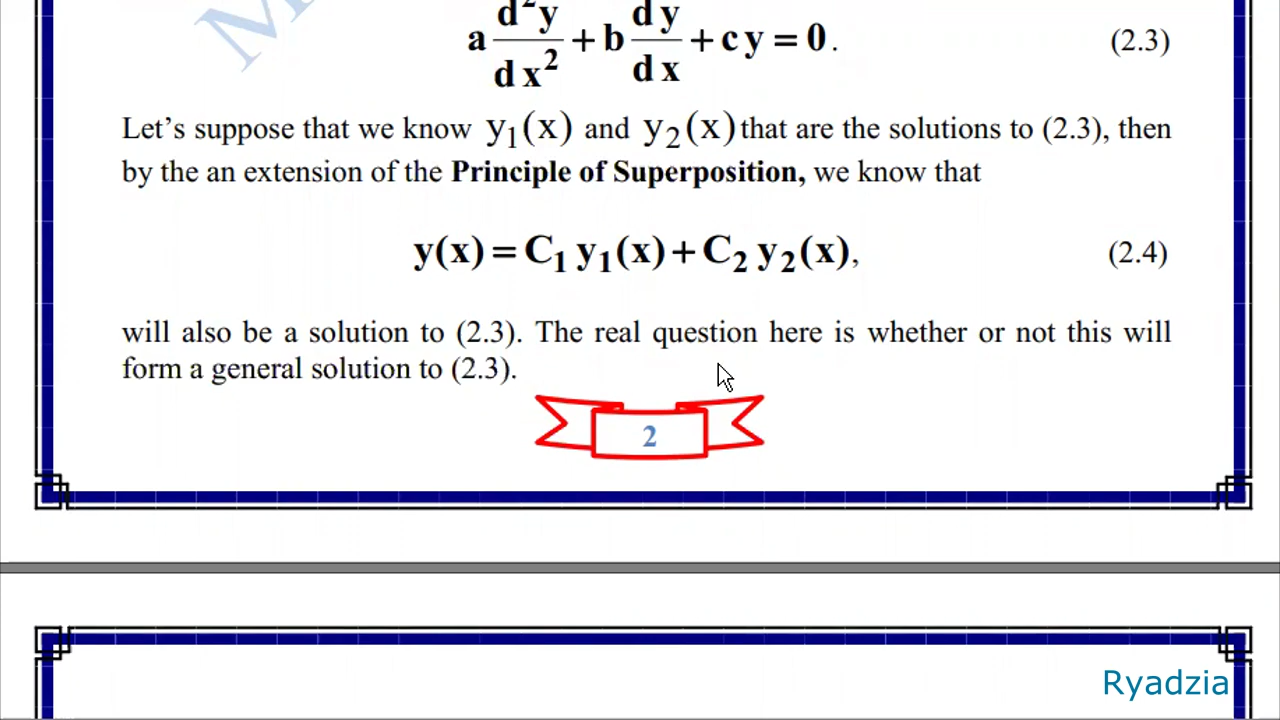 a d²y/dx² + b dy/dx + c y = 0. (2.3)
Let’s suppose that we know y₁(x) and y₂(x) that are the solutions to (2.3), then
by the an extension of the Principle of Superposition, we know that
y(x) = C₁ y₁(x) + C₂ y₂(x), (2.4)
will also be a solution to (2.3). The real question here is whether or not this will
form a general solution to (2.3).
2
Ryadzia